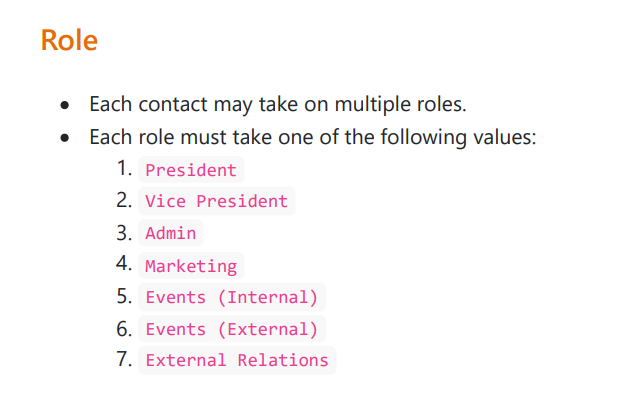 Role
• Each contact may take on multiple roles.
• Each role must take one of the following values:
1. President
2. Vice President
3. Admin
4. Marketing
5. Events (Internal)
6. Events (External)
7. External Relations